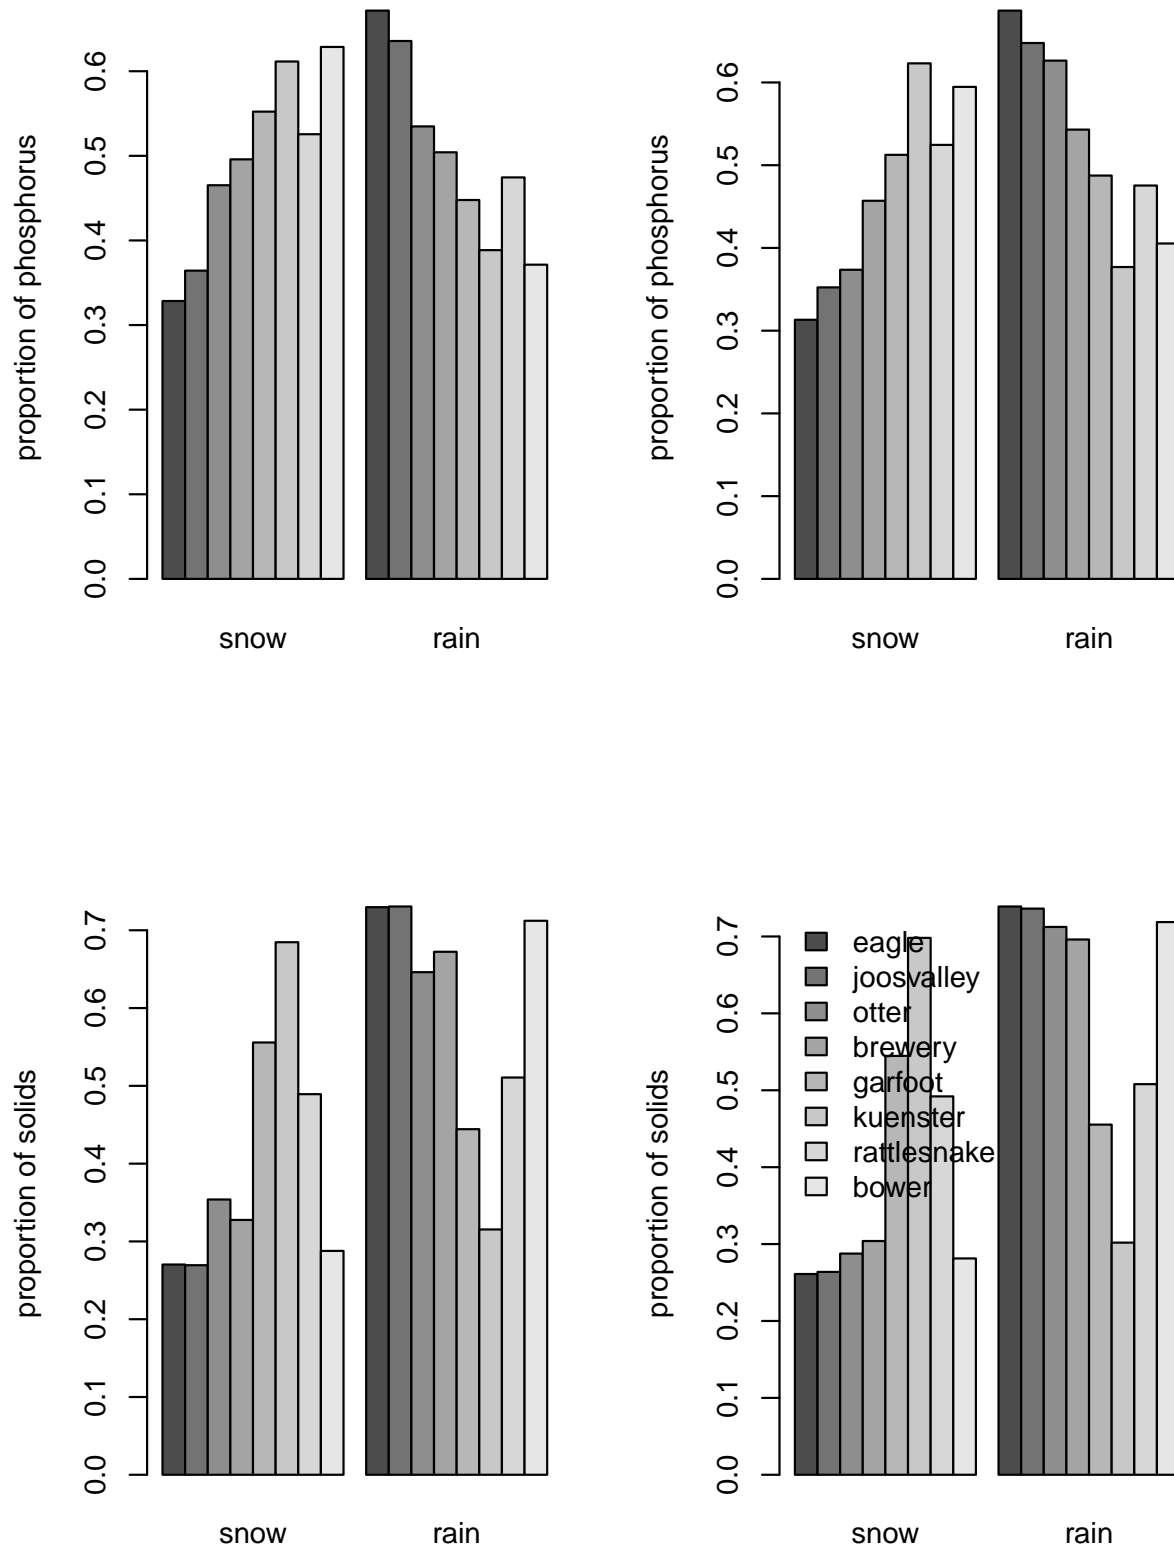 proportion of phosphorus
0.6
0.5
0.4
0.3
0.2
0.1
0.0
snow rain
proportion of phosphorus
0.6
0.5
0.4
0.3
0.2
0.1
0.0
snow rain
proportion of solids
0.7
0.6
0.5
0.4
0.3
0.2
0.1
0.0
snow rain
proportion of solids
0.7
0.6
0.5
0.4
0.3
0.2
0.1
0.0
eagle
joosvalley
otter
brewery
garfoot
kuenster
rattlesnake
bower
snow rain